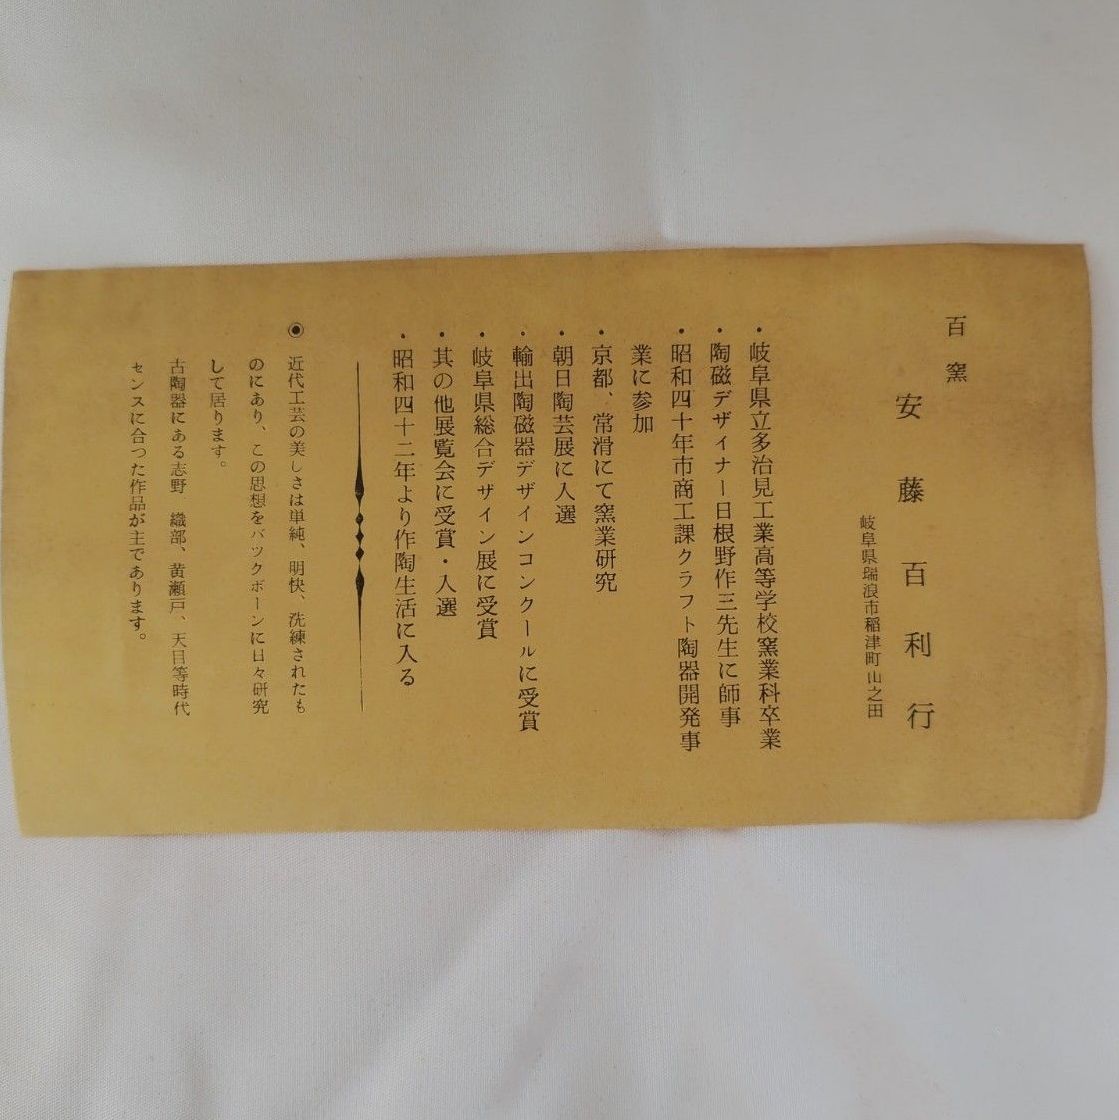 百窯
安藤百利行
岐阜県瑞浪市稲津町山之田
・岐阜県立多治見工業高等学校窯業科卒業
・陶磁デザイナー日根野作三先生に師事
・昭和四十年市商工課クラフト陶器開発事
業に参加
・京都、常滑にて窯業研究
・朝日陶芸展に入選
・輸出陶磁器デザインコンクールに受賞
・岐阜県総合デザイン展に受賞
・其の他展覧会に受賞・入選
・昭和四十二年より作陶生活に入る
◉ 近代工芸の美しさは単純、明快、洗練されたも
のにあり、この思想をバツクボーンに日々研究
して居ります。
古陶器にある志野 織部、黄瀬戸、天目等時代
センスに合つた作品が主であります。